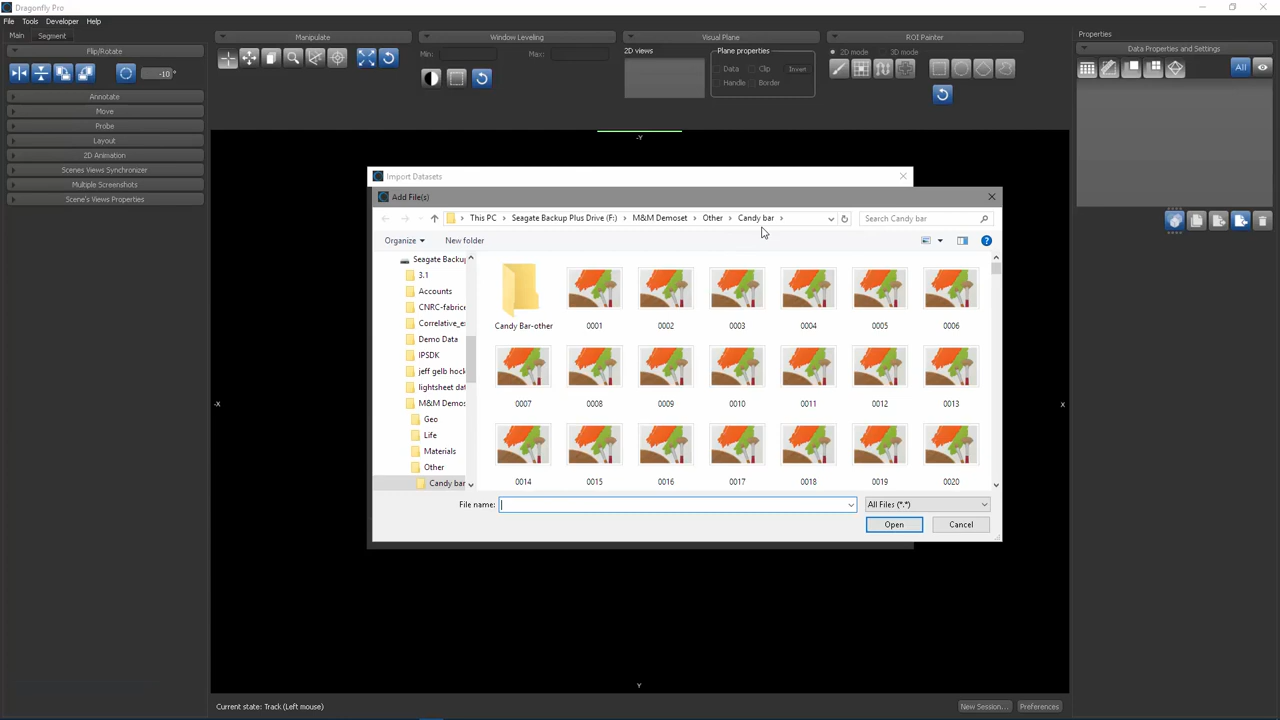 Dragonfly Pro
File Tools Developer Help
Main Segment
Flip/Rotate
-10 °
Annotate
Move
Probe
Layout
2D Animation
Scenes Views Synchronizer
Multiple Screenshots
Scene's Views Properties
Manipulate
Window Leveling
Min: Max:
Visual Plane
2D views
Plane properties
Data Clip Invert
Handle Border
ROI Painter
2D mode 3D mode
Properties
Data Properties and Settings
All
-Y
-X
X
Y
Import Datasets
Add File(s)
This PC Seagate Backup Plus Drive (F:) M&M Demoset Other Candy bar
Search Candy bar
Organize New folder
Seagate Backup
3.1
Accounts
CNRC-fabrice
Correlative_e
Demo Data
IPSDK
jeff gelb hock
lightsheet dat
M&M Demos
Geo
Life
Materials
Other
Candy bar
Candy Bar-other 0001 0002 0003 0004 0005 0006
0007 0008 0009 0010 0011 0012 0013
0014 0015 0016 0017 0018 0019 0020
File name:
All Files (*.*)
Open Cancel
Current state: Track (Left mouse)
New Session... Preferences